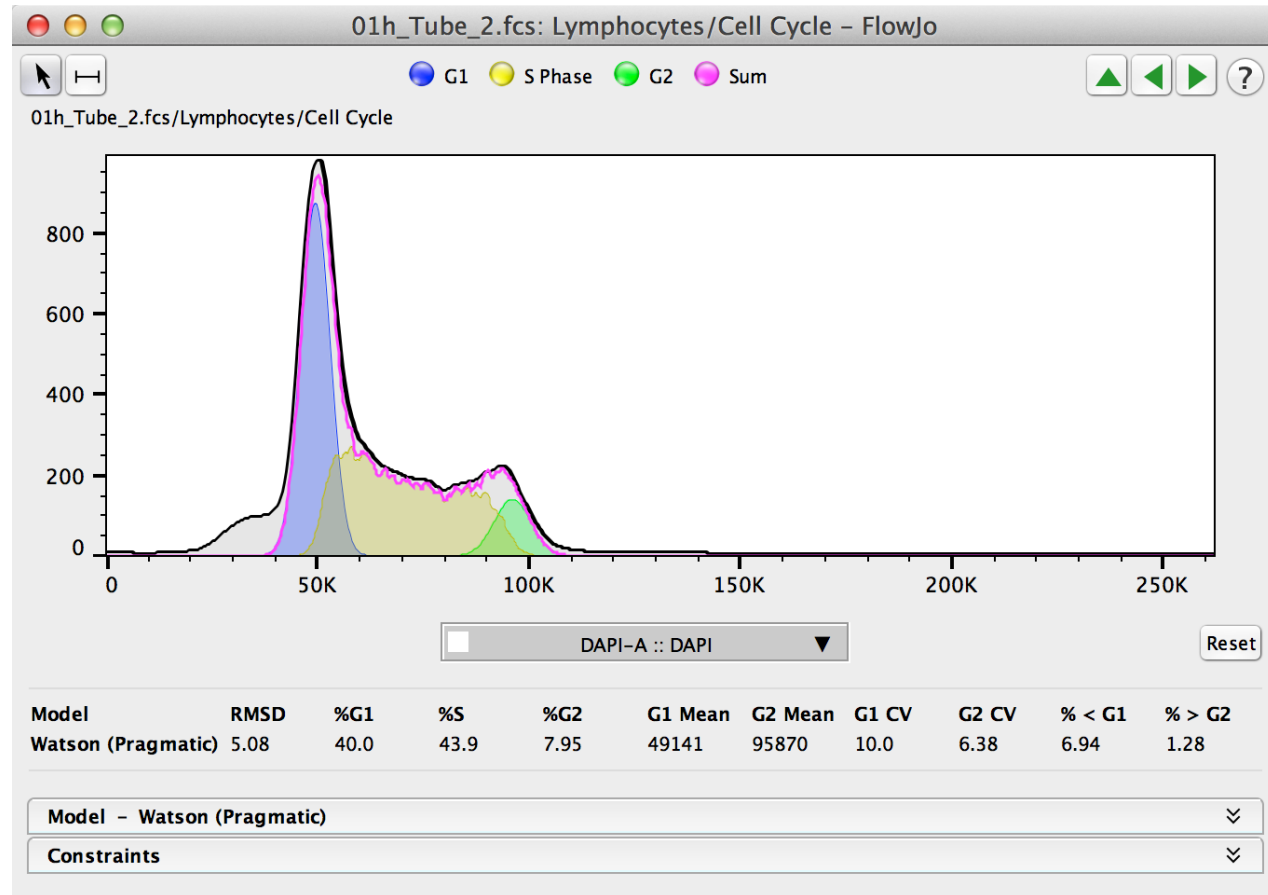 01h_Tube_2.fcs: Lymphocytes/Cell Cycle – FlowJo
G1 S Phase G2 Sum ?
01h_Tube_2.fcs/Lymphocytes/Cell Cycle
800
600
400
200
0
0 50K 100K 150K 200K 250K
DAPI-A :: DAPI ▼
Reset
Model RMSD %G1 %S %G2 G1 Mean G2 Mean G1 CV G2 CV % < G1 % > G2
Watson (Pragmatic) 5.08 40.0 43.9 7.95 49141 95870 10.0 6.38 6.94 1.28
Model - Watson (Pragmatic)
Constraints